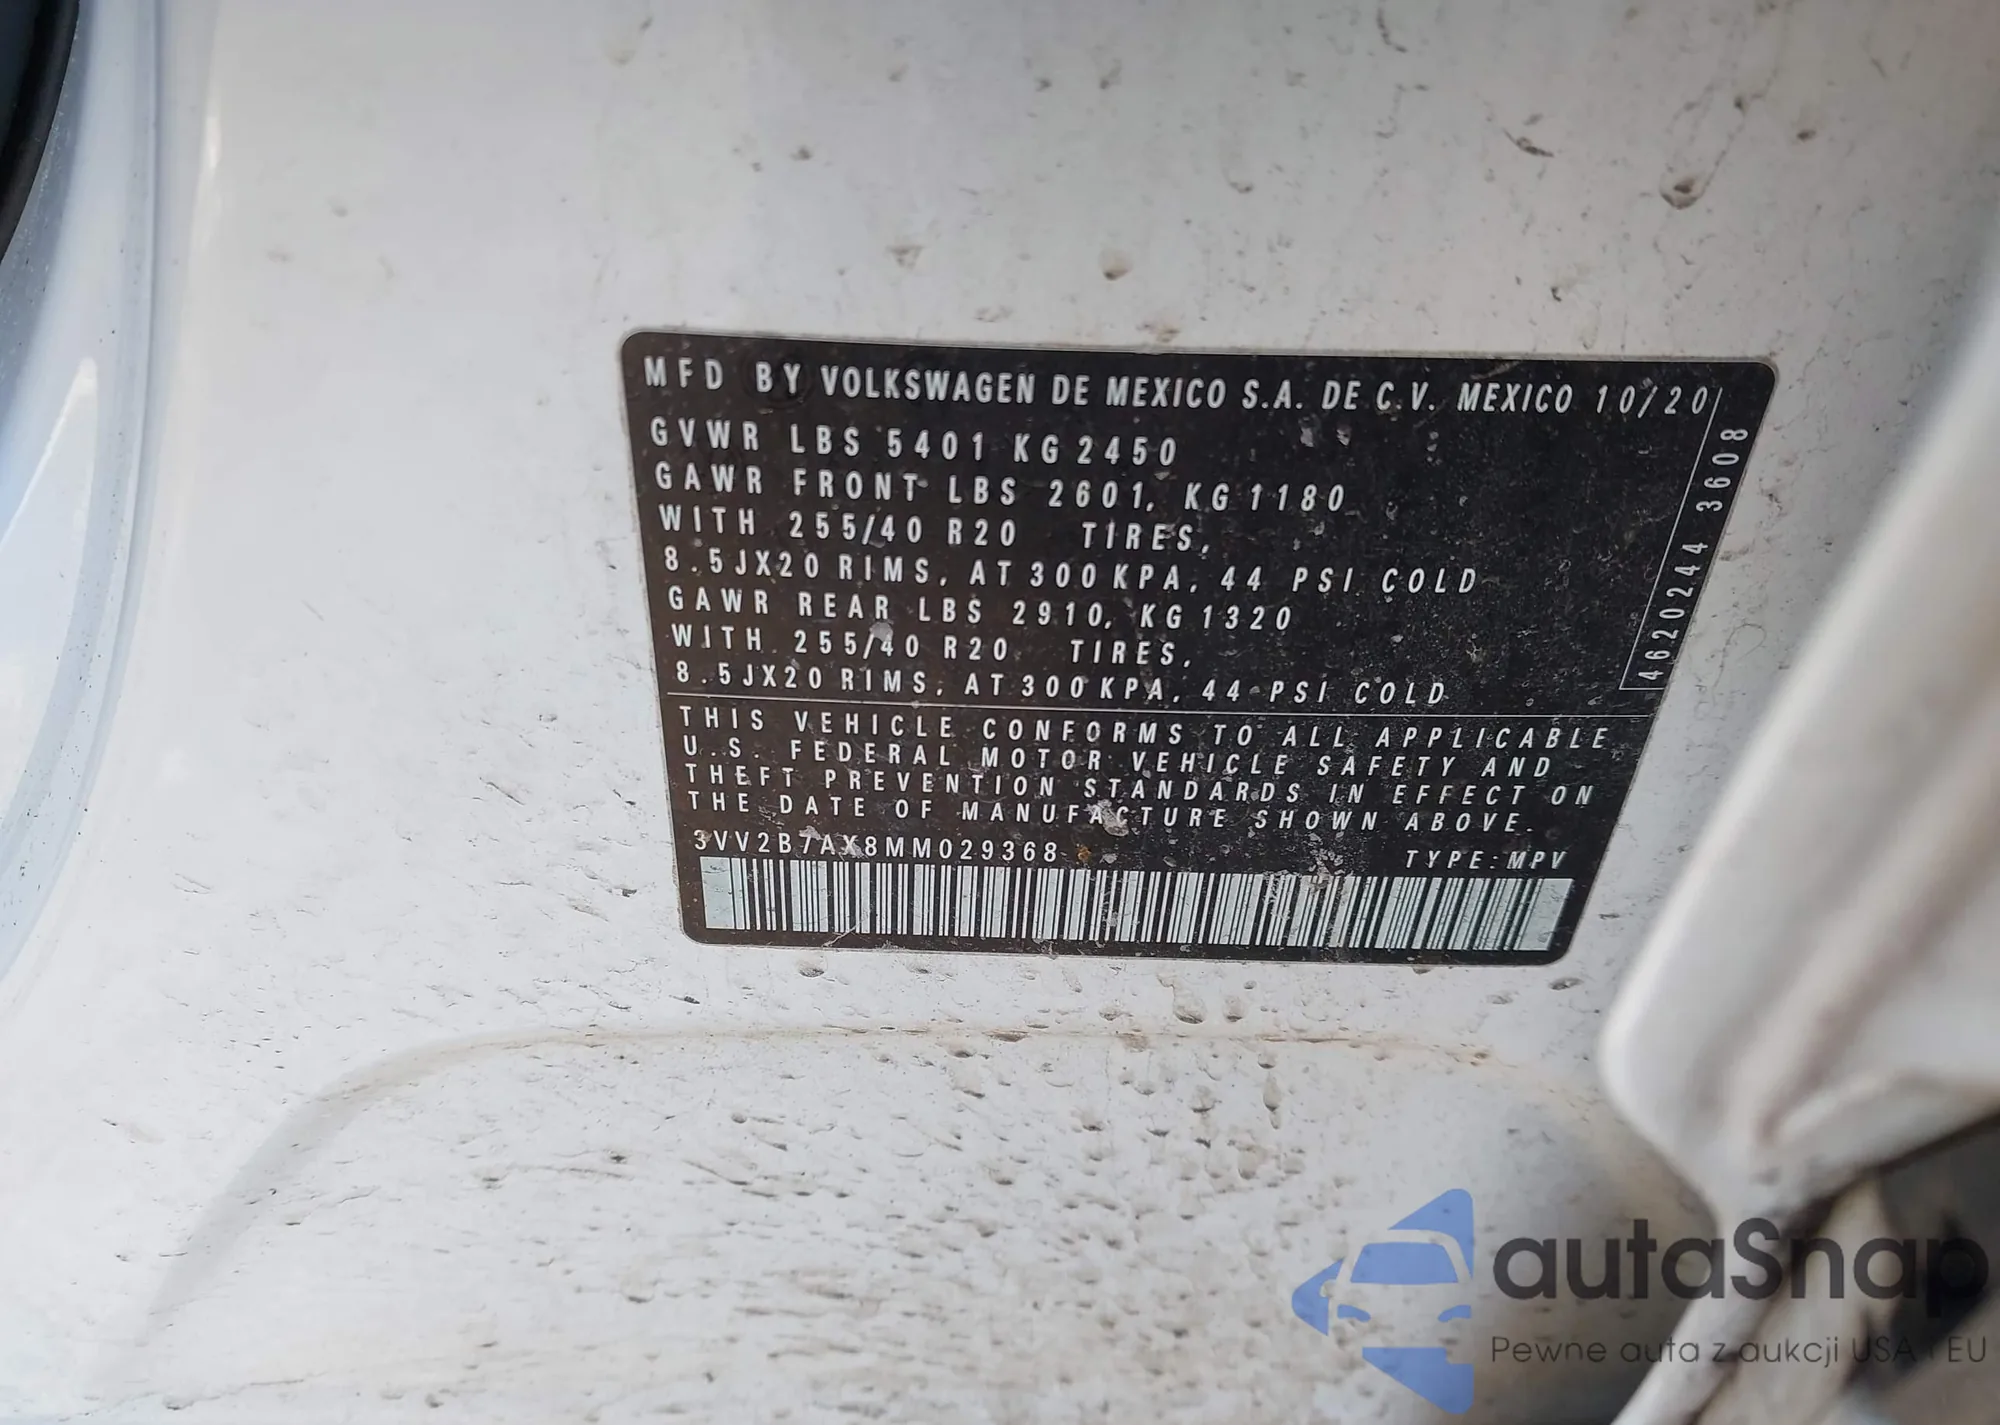 MFD BY VOLKSWAGEN DE MEXICO S.A. DE C.V. MEXICO 10/20
GVWR LBS 5401 KG 2450
GAWR FRONT LBS 2601, KG 1180
WITH 255/40 R20 TIRES,
8.5JX20 RIMS, AT 300 KPA, 44 PSI COLD
GAWR REAR LBS 2910, KG 1320
WITH 255/40 R20 TIRES,
8.5JX20 RIMS, AT 300 KPA, 44 PSI COLD
4620244 3608
THIS VEHICLE CONFORMS TO ALL APPLICABLE
U.S. FEDERAL MOTOR VEHICLE SAFETY AND
THEFT PREVENTION STANDARDS IN EFFECT ON
THE DATE OF MANUFACTURE SHOWN ABOVE.
3VV2B7AX8MM029368 TYPE: MPV
autaSnap
Pewne auta z aukcji USA i EU